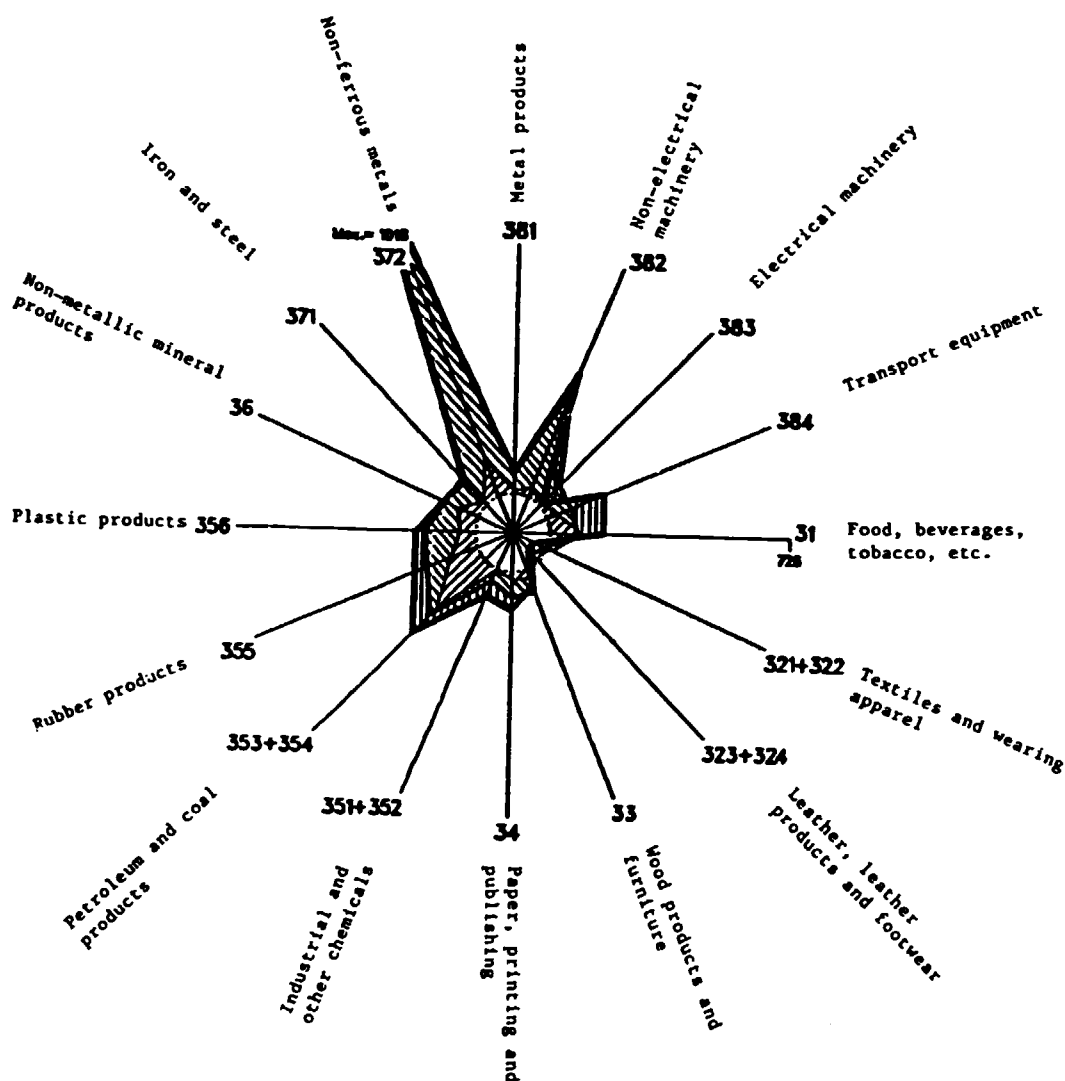 Non-ferrous metals
372
Metal products
381
Non-electrical
machinery
382
Electrical machinery
383
Transport equipment
384
31
Food, beverages,
tobacco, etc.
321+322
Textiles and wearing
apparel
323+324
Leather, leather
products and footwear
33
Wood products and
furniture
34
Paper, printing and
publishing
351+352
Industrial and
other chemicals
353+354
Petroleum and coal
products
355
Rubber products
Plastic products 356
36
Non-metallic mineral
products
371
Iron and steel